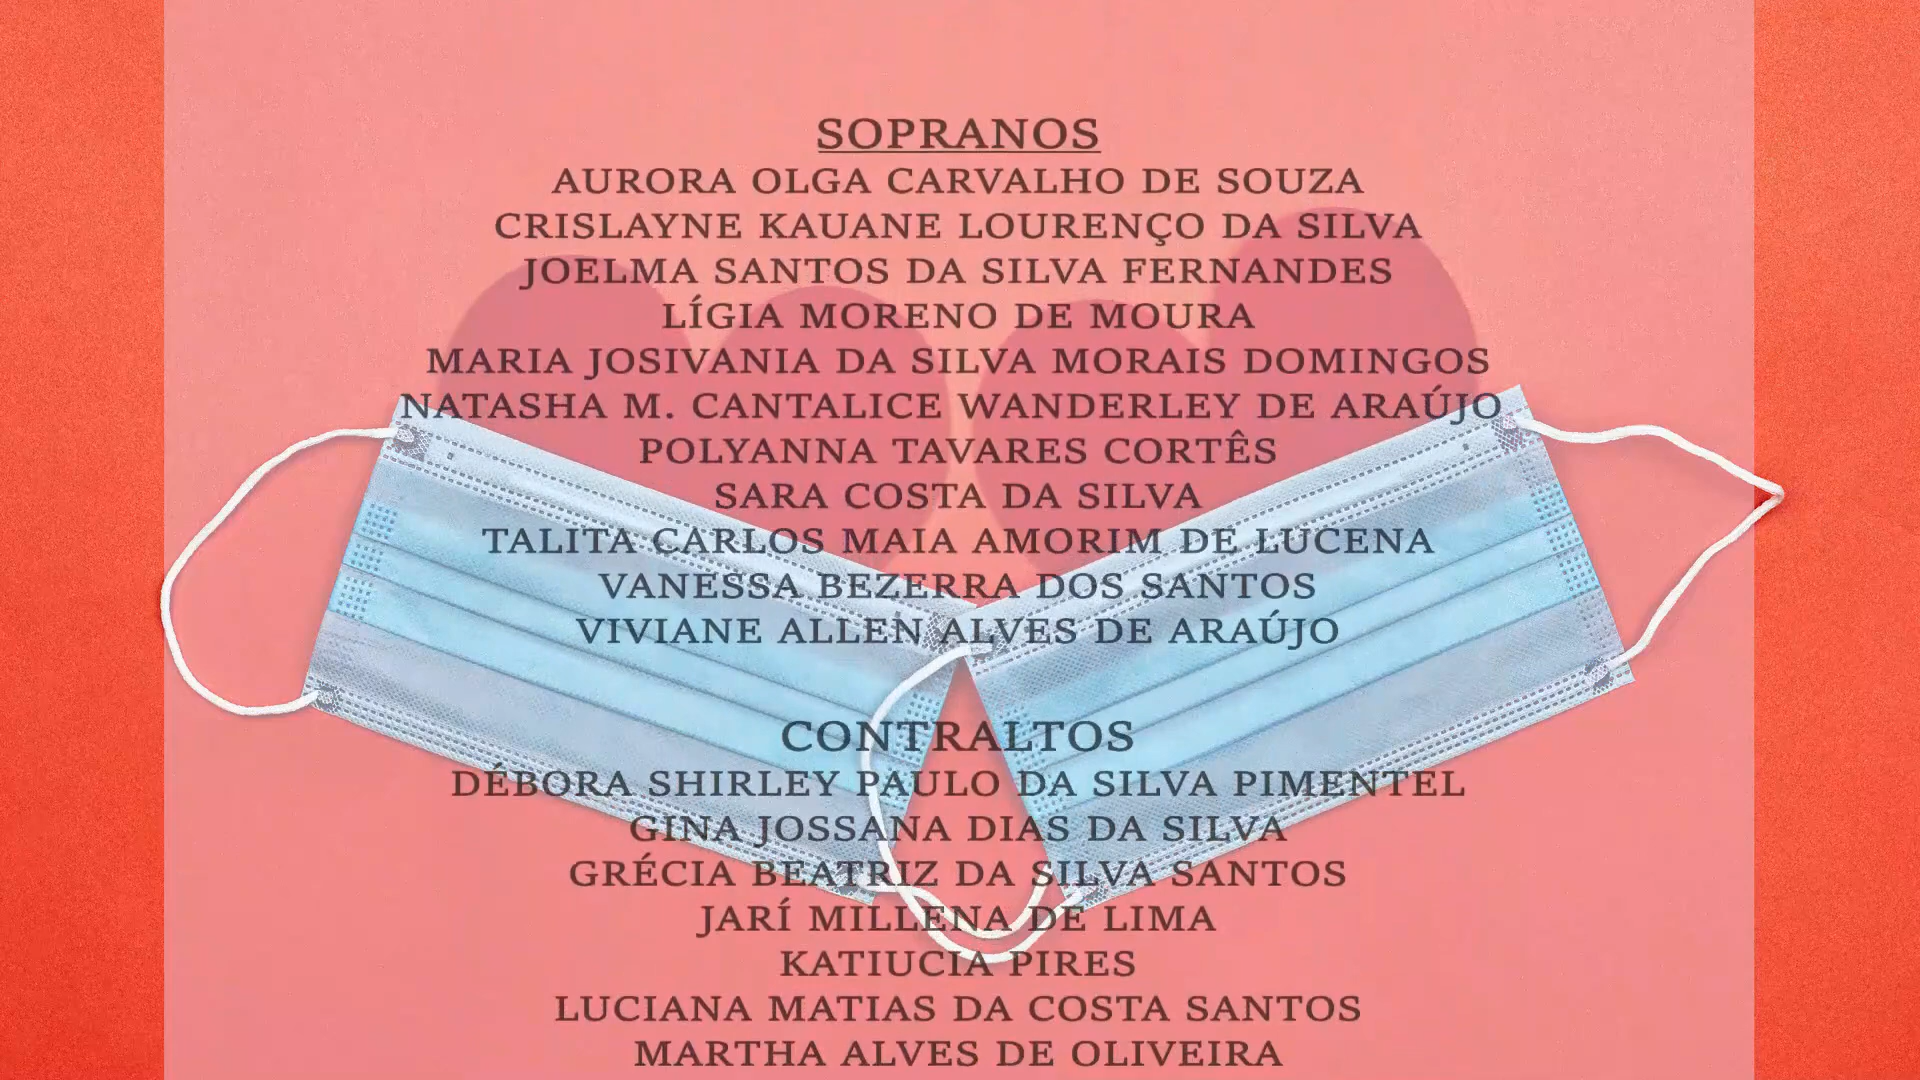 SOPRANOS
AURORA OLGA CARVALHO DE SOUZA
CRISLAYNE KAUANE LOURENÇO DA SILVA
JOELMA SANTOS DA SILVA FERNANDES
LÍGIA MORENO DE MOURA
MARIA JOSIVANIA DA SILVA MORAIS DOMINGOS
NATASHA M. CANTALICE WANDERLEY DE ARAÚJO
POLYANNA TAVARES CORTÊS
SARA COSTA DA SILVA
TALITA CARLOS MAIA AMORIM DE LUCENA
VANESSA BEZERRA DOS SANTOS
VIVIANE ALLEN ALVES DE ARAÚJO
CONTRALTOS
DÉBORA SHIRLEY PAULO DA SILVA PIMENTEL
GINA JOSSANA DIAS DA SILVA
GRÉCIA BEATRIZ DA SILVA SANTOS
JARÍ MILLENA DE LIMA
KATIUCIA PIRES
LUCIANA MATIAS DA COSTA SANTOS
MARTHA ALVES DE OLIVEIRA